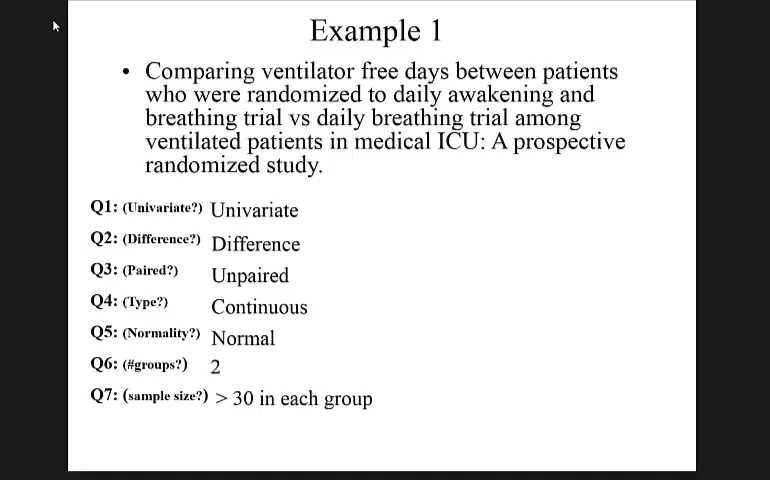 Example 1
• Comparing ventilator free days between patients
who were randomized to daily awakening and
breathing trial vs daily breathing trial among
ventilated patients in medical ICU: A prospective
randomized study.
Q1: (Univariate?) Univariate
Q2: (Difference?) Difference
Q3: (Paired?) Unpaired
Q4: (Type?) Continuous
Q5: (Normality?) Normal
Q6: (#groups?) 2
Q7: (sample size?) > 30 in each group